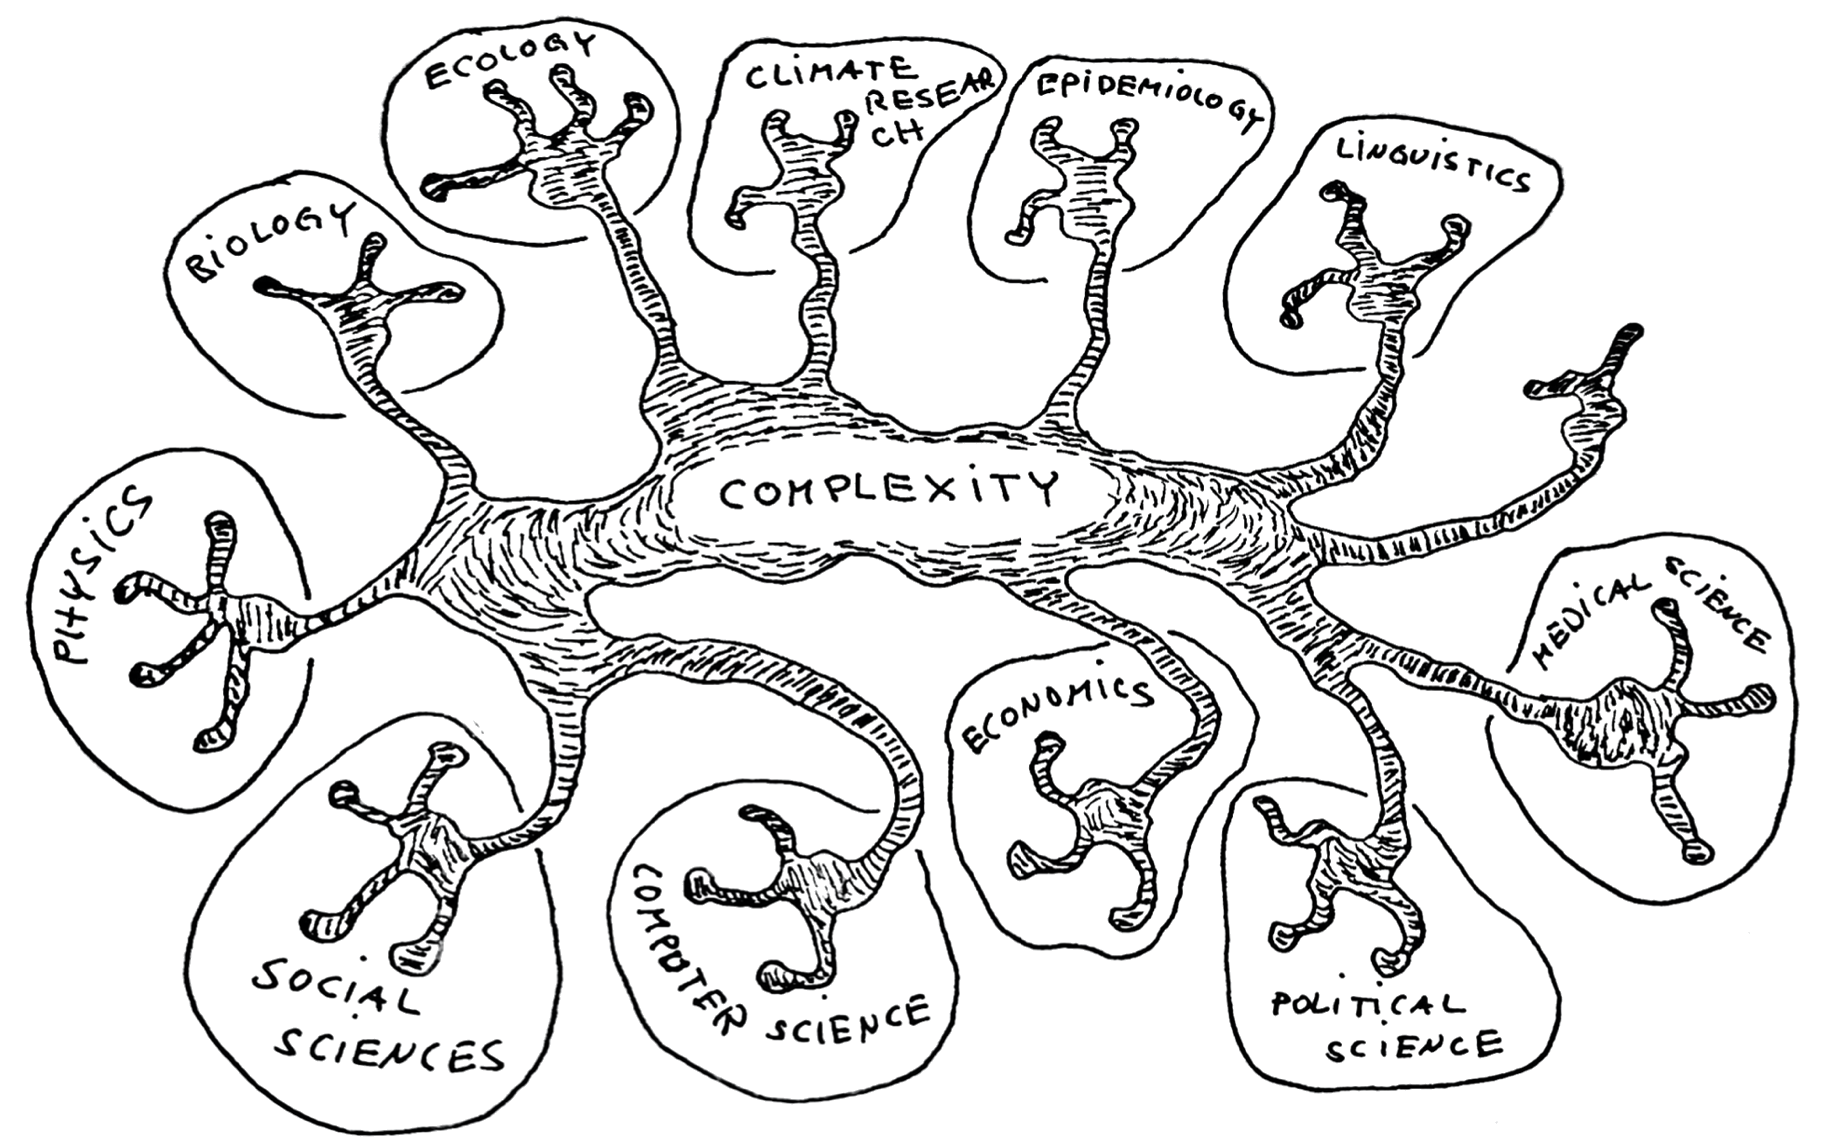 ECOLOGY
CLiMATE
RESEAR
CH
EPiDEMiOLOGY
LiNGUiSTiCS
BiOLOGY
COMPLEXiTY
PHYSiCS
MEDiCAL SCiENCE
ECONOMiCS
SOCiAL
SCiENCES
COMPUTER SCiENCE
POLiTiCAL
SCiENCE